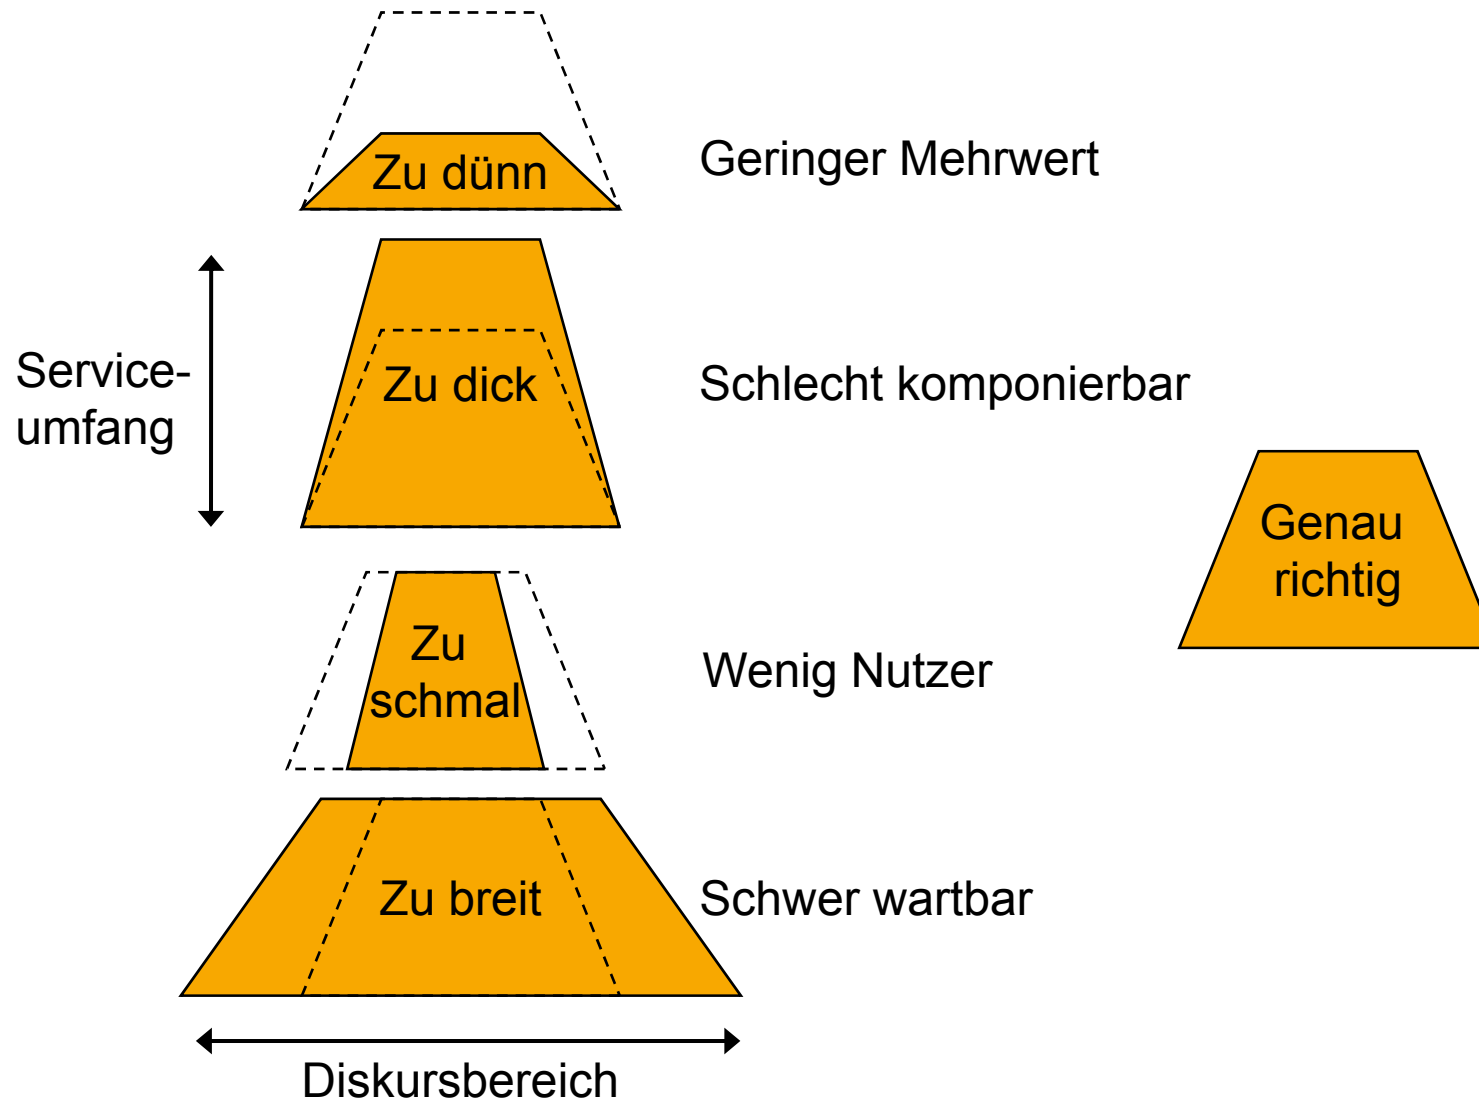 Zu dünn
Geringer Mehrwert
Service-
umfang
Zu dick
Schlecht komponierbar
Genau
richtig
Zu
schmal
Wenig Nutzer
Zu breit
Schwer wartbar
Diskursbereich